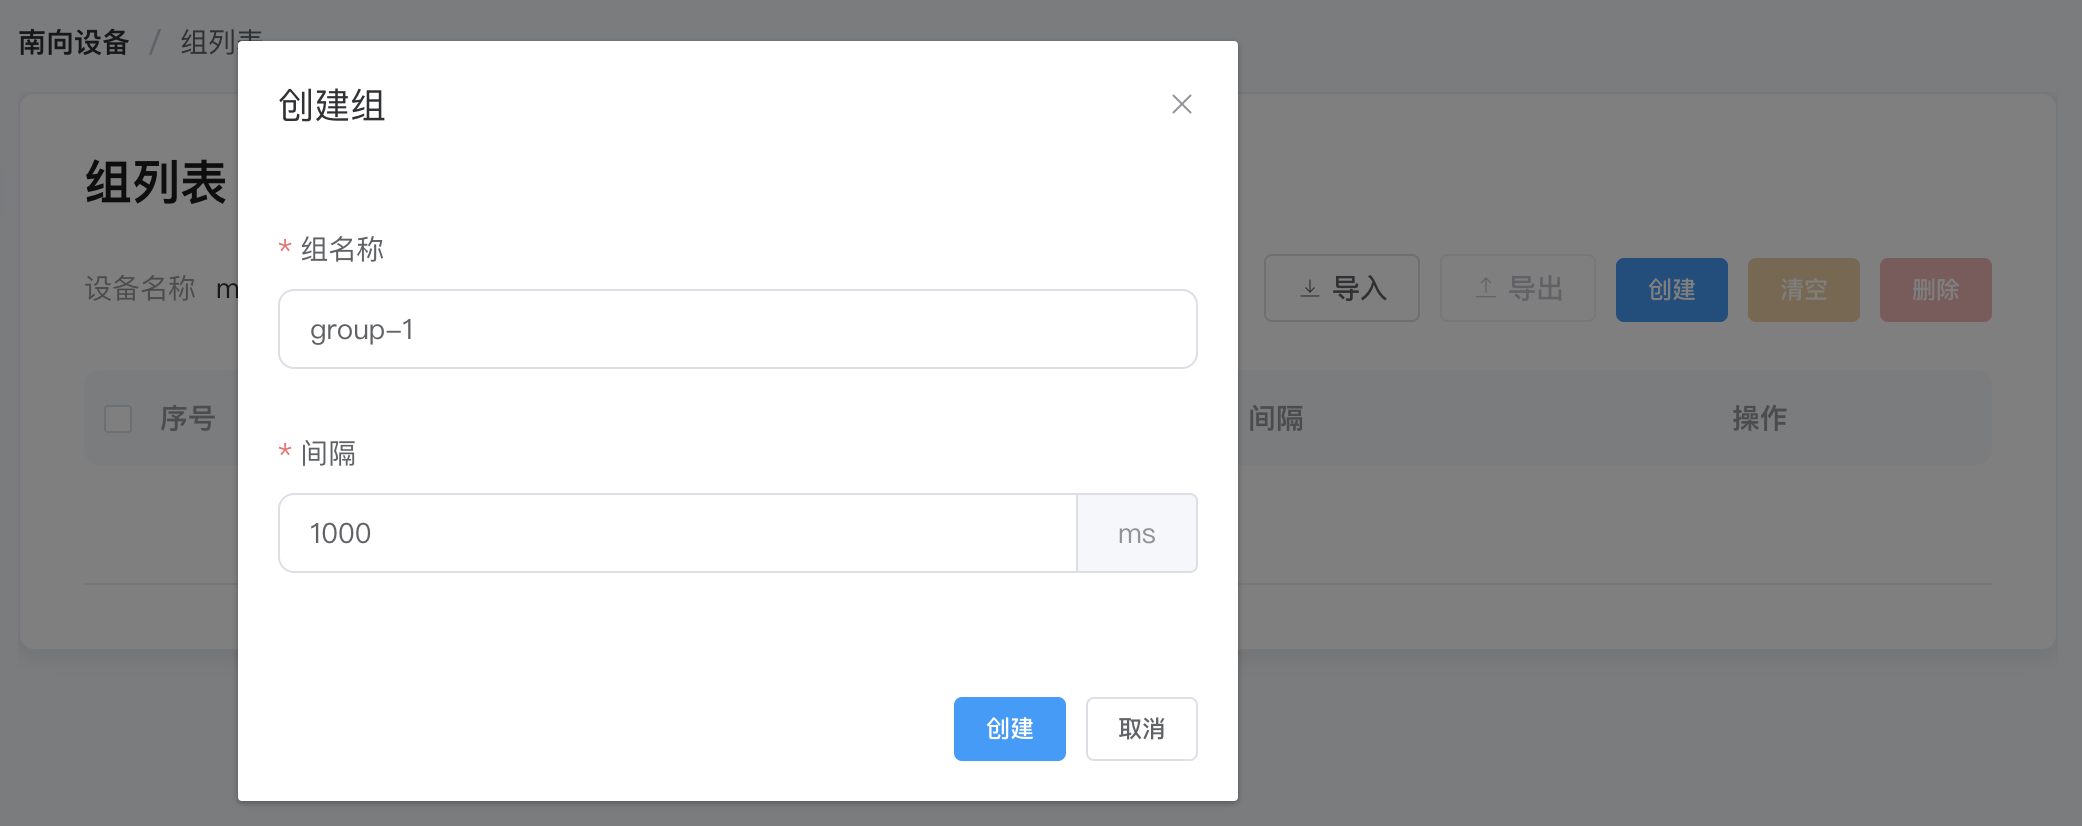 南向设备 / 组列表
创建组
组列表
* 组名称
设备名称 m
导入
导出
创建
清空
删除
group-1
序号
间隔
操作
* 间隔
1000
ms
创建
取消